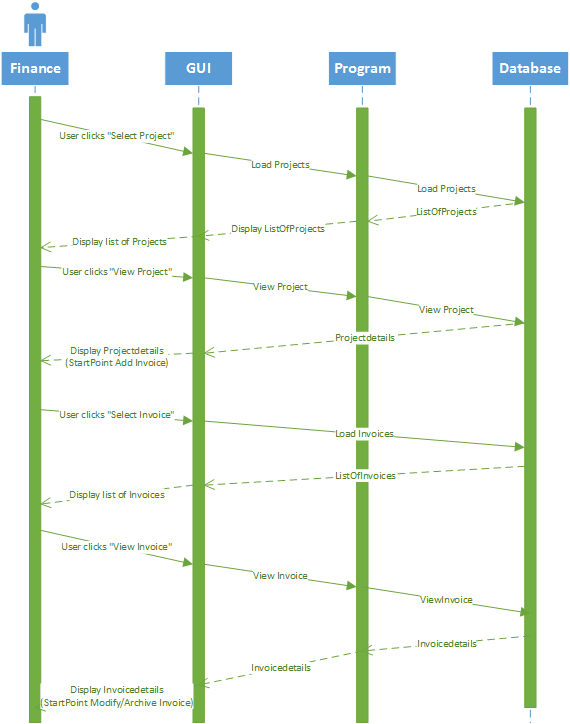 Finance
GUI
Program
Database
User clicks "Select Project"
Load Projects
Load Projects
ListOfProjects
Display ListOfProjects
Display list of Projects
User clicks "View Project"
View Project
View Project
Projectdetails
Display Projectdetails
(StartPoint Add Invoice)
User clicks "Select Invoice"
Load Invoices
ListOfInvoices
Display list of Invoices
User clicks "View Invoice"
View Invoice
ViewInvoice
Invoicedetails
Invoicedetails
Display Invoicedetails
(StartPoint Modify/Archive Invoice)